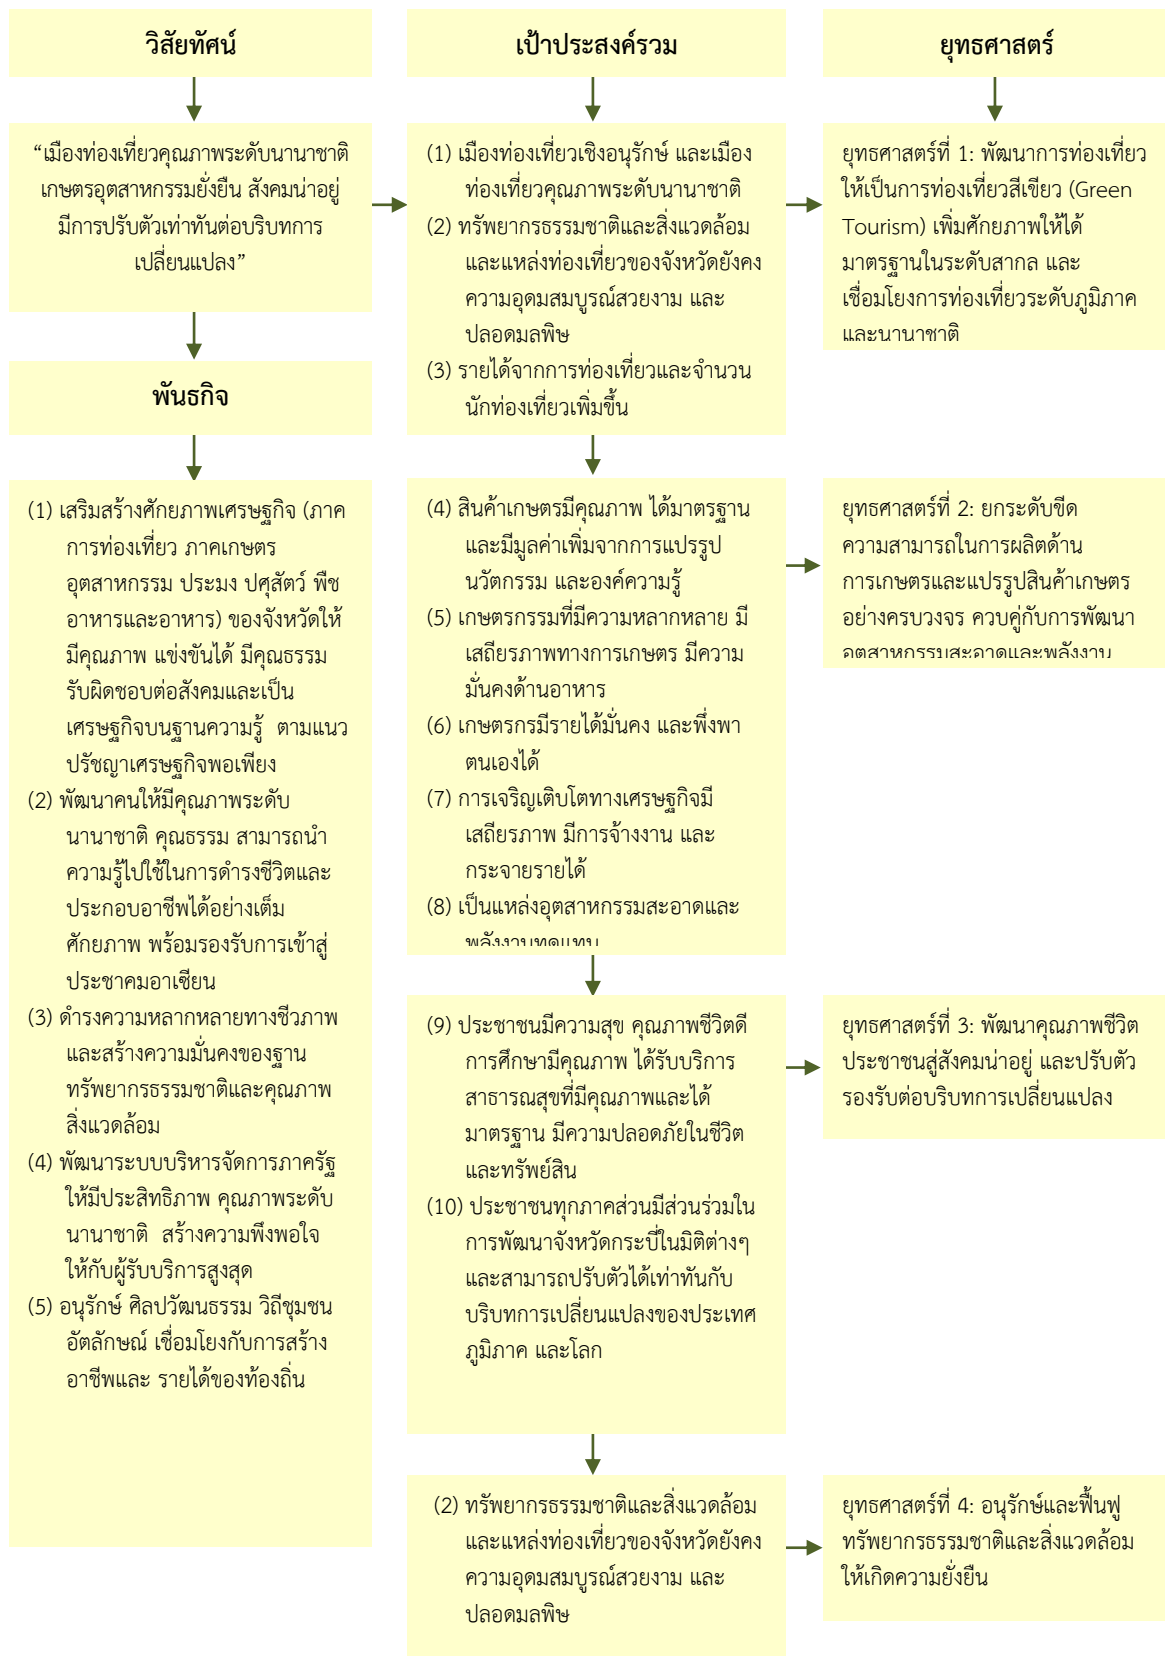 วิสัยทัศน์
“เมืองท่องเที่ยวคุณภาพระดับนานาชาติ
เกษตรอุตสาหกรรมยั่งยืน สังคมน่าอยู่
มีการปรับตัวเท่าทันต่อบริบทการ
เปลี่ยนแปลง”
พันธกิจ
(1) เสริมสร้างศักยภาพเศรษฐกิจ (ภาค
การท่องเที่ยว ภาคเกษตร
อุตสาหกรรม ประมง ปศุสัตว์ พืช
อาหารและอาหาร) ของจังหวัดให้
มีคุณภาพ แข่งขันได้ มีคุณธรรม
รับผิดชอบต่อสังคมและเป็น
เศรษฐกิจบนฐานความรู้ ตามแนว
ปรัชญาเศรษฐกิจพอเพียง
(2) พัฒนาคนให้มีคุณภาพระดับ
นานาชาติ คุณธรรม สามารถนำ
ความรู้ไปใช้ในการดำรงชีวิตและ
ประกอบอาชีพได้อย่างเต็ม
ศักยภาพ พร้อมรองรับการเข้าสู่
ประชาคมอาเซียน
(3) ดำรงความหลากหลายทางชีวภาพ
และสร้างความมั่นคงของฐาน
ทรัพยากรธรรมชาติและคุณภาพ
สิ่งแวดล้อม
(4) พัฒนาระบบบริหารจัดการภาครัฐ
ให้มีประสิทธิภาพ คุณภาพระดับ
นานาชาติ สร้างความพึงพอใจ
ให้กับผู้รับบริการสูงสุด
(5) อนุรักษ์ ศิลปวัฒนธรรม วิถีชุมชน
อัตลักษณ์ เชื่อมโยงกับการสร้าง
อาชีพและ รายได้ของท้องถิ่น
เป้าประสงค์รวม
(1) เมืองท่องเที่ยวเชิงอนุรักษ์ และเมือง
ท่องเที่ยวคุณภาพระดับนานาชาติ
(2) ทรัพยากรธรรมชาติและสิ่งแวดล้อม
และแหล่งท่องเที่ยวของจังหวัดยังคง
ความอุดมสมบูรณ์สวยงาม และ
ปลอดมลพิษ
(3) รายได้จากการท่องเที่ยวและจำนวน
นักท่องเที่ยวเพิ่มขึ้น
(4) สินค้าเกษตรมีคุณภาพ ได้มาตรฐาน
และมีมูลค่าเพิ่มจากการแปรรูป
นวัตกรรม และองค์ความรู้
(5) เกษตรกรรมที่มีความหลากหลาย มี
เสถียรภาพทางการเกษตร มีความ
มั่นคงด้านอาหาร
(6) เกษตรกรมีรายได้มั่นคง และพึ่งพา
ตนเองได้
(7) การเจริญเติบโตทางเศรษฐกิจมี
เสถียรภาพ มีการจ้างงาน และ
กระจายรายได้
(8) เป็นแหล่งอุตสาหกรรมสะอาดและ
พลังงานทดแทน
(9) ประชาชนมีความสุข คุณภาพชีวิตดี
การศึกษามีคุณภาพ ได้รับบริการ
สาธารณสุขที่มีคุณภาพและได้
มาตรฐาน มีความปลอดภัยในชีวิต
และทรัพย์สิน
(10) ประชาชนทุกภาคส่วนมีส่วนร่วมใน
การพัฒนาจังหวัดกระบี่ในมิติต่างๆ
และสามารถปรับตัวได้เท่าทันกับ
บริบทการเปลี่ยนแปลงของประเทศ
ภูมิภาค และโลก
(2) ทรัพยากรธรรมชาติและสิ่งแวดล้อม
และแหล่งท่องเที่ยวของจังหวัดยังคง
ความอุดมสมบูรณ์สวยงาม และ
ปลอดมลพิษ
ยุทธศาสตร์
ยุทธศาสตร์ที่ 1: พัฒนาการท่องเที่ยว
ให้เป็นการท่องเที่ยวสีเขียว (Green
Tourism) เพิ่มศักยภาพให้ได้
มาตรฐานในระดับสากล และ
เชื่อมโยงการท่องเที่ยวระดับภูมิภาค
และนานาชาติ
ยุทธศาสตร์ที่ 2: ยกระดับขีด
ความสามารถในการผลิตด้าน
การเกษตรและแปรรูปสินค้าเกษตร
อย่างครบวงจร ควบคู่กับการพัฒนา
อุตสาหกรรมสะอาดและพลังงาน
ยุทธศาสตร์ที่ 3: พัฒนาคุณภาพชีวิต
ประชาชนสู่สังคมน่าอยู่ และปรับตัว
รองรับต่อบริบทการเปลี่ยนแปลง
ยุทธศาสตร์ที่ 4: อนุรักษ์และฟื้นฟู
ทรัพยากรธรรมชาติและสิ่งแวดล้อม
ให้เกิดความยั่งยืน